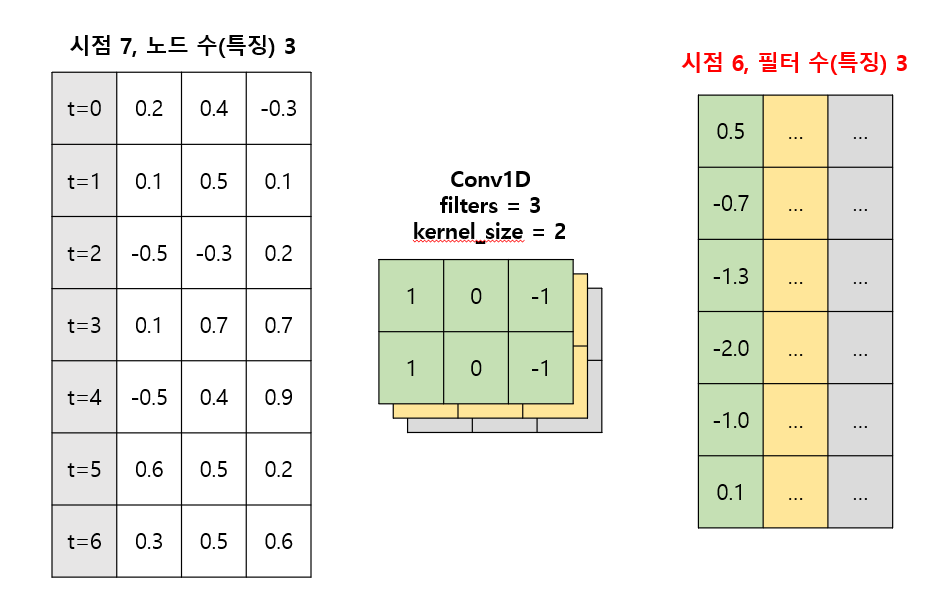 시점 7, 노드 수(특징) 3
t=0 0.2 0.4 -0.3
t=1 0.1 0.5 0.1
t=2 -0.5 -0.3 0.2
t=3 0.1 0.7 0.7
t=4 -0.5 0.4 0.9
t=5 0.6 0.5 0.2
t=6 0.3 0.5 0.6
Conv1D
filters = 3
kernel_size = 2
1 0 -1
1 0 -1
시점 6, 필터 수(특징) 3
0.5 ... ...
-0.7 ... ...
-1.3 ... ...
-2.0 ... ...
-1.0 ... ...
0.1 ... ...